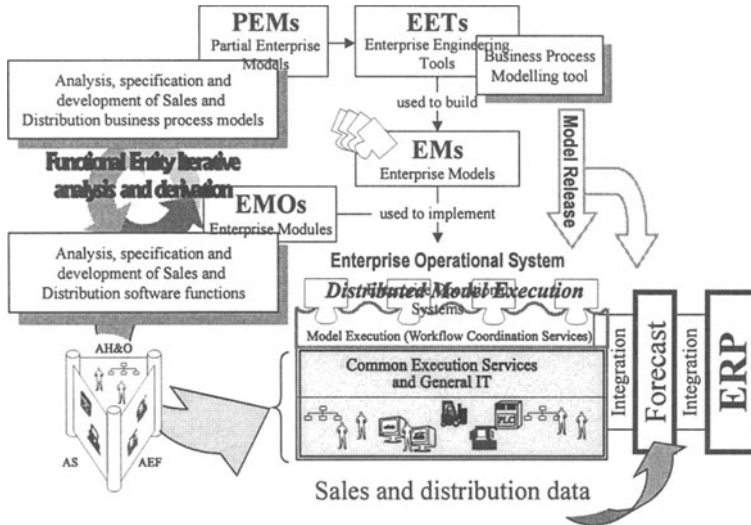 PEMs
Partial Enterprise
Models
EETs
Enterprise Engineering
Tools
Business Process
Modelling tool
Analysis, specification and
development of Sales and
Distribution business process models
used to build
Functional Entity Iterative
analysis and derivation
EMs
Enterprise Models
Model Release
EMOs
Enterprise Modules
used to implement
Analysis, specification and
development of Sales and
Distribution software functions
Enterprise Operational System
Distributed Model Execution
Systems
Model Execution (Workflow Coordination Services)
AH&O
Common Execution Services
and General IT
PLC
AS
AEF
Integration
Forecast
Integration
ERP
Sales and distribution data